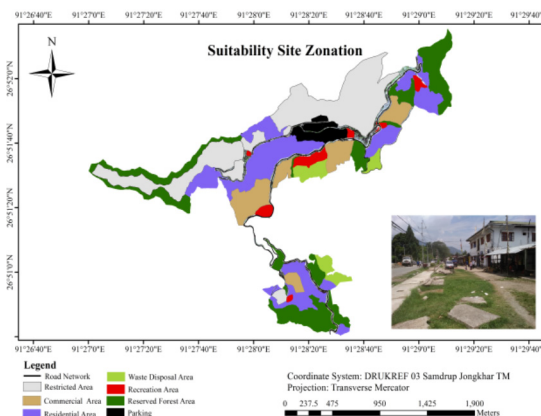 91°26'40"E 91°27'0"E 91°27'20"E 91°27'40"E 91°28'0"E 91°28'20"E 91°28'40"E 91°29'0"E 91°29'20"E 91°29'40"E
N
Suitability Site Zonation
26°52'0"N
26°51'40"N
26°51'20"N
26°51'0"N
91°26'40"E 91°27'0"E 91°27'20"E 91°27'40"E 91°28'0"E 91°28'20"E 91°28'40"E 91°29'0"E 91°29'20"E 91°29'40"E
Legend
Road Network
Restricted Area
Commercial Area
Residential Area
Waste Disposal Area
Recreation Area
Reserved Forest Area
Parking
Coordinate System: DRUKREF 03 Samdrup Jongkhar TM
Projection: Transverse Mercator
0 237.5 475 950 1,425 1,900
Meters